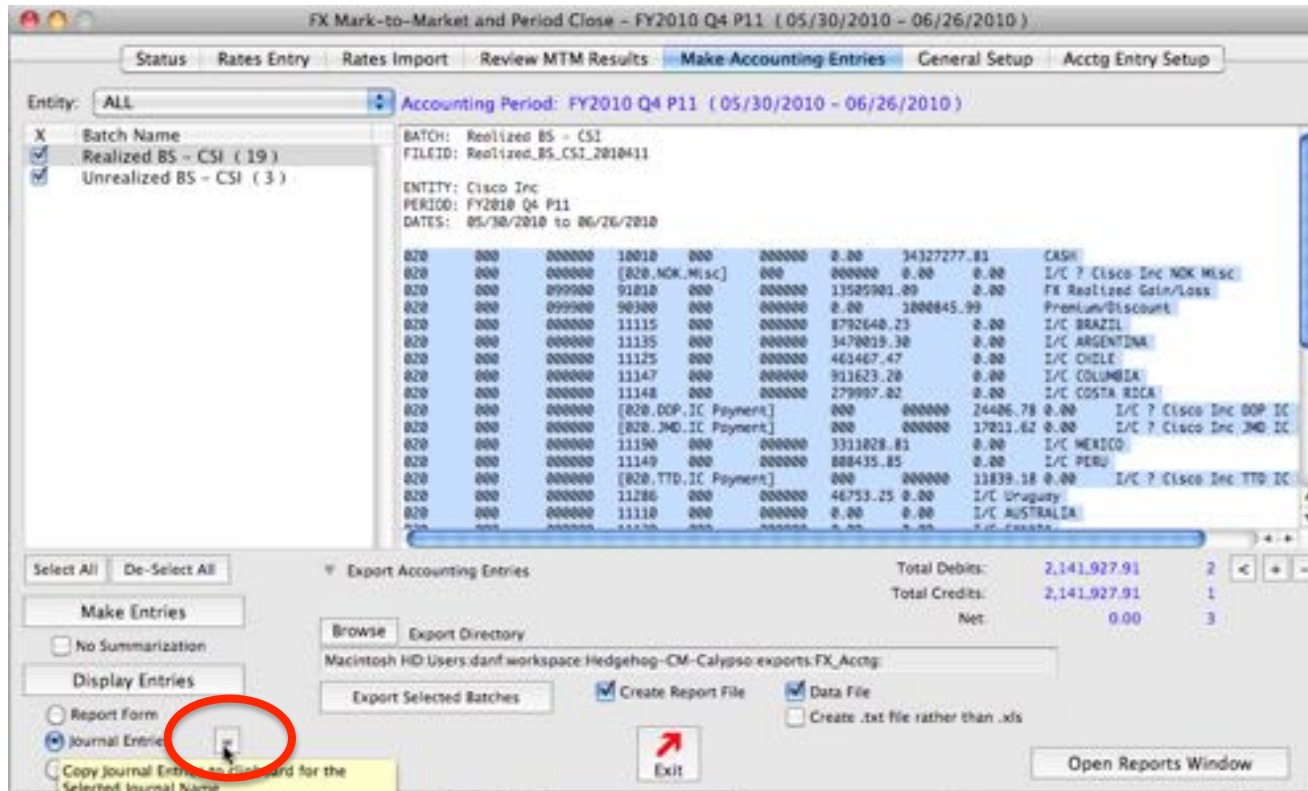 FX Mark-to-Market and Period Close - FY2010 Q4 P11 ( 05/30/2010 - 06/26/2010 )
Status Rates Entry Rates Import Review MTM Results Make Accounting Entries General Setup Acctg Entry Setup
Entity: ALL Accounting Period: FY2010 Q4 P11 ( 05/30/2010 - 06/26/2010 )
X Batch Name
Realized BS - CSI ( 19 )
Unrealized BS - CSI ( 3 )
BATCH: Realized BS - CSI
FILEID: Realized_BS_CSI_2010411
ENTITY: Cisco Inc
PERIOD: FY2010 Q4 P11
DATES: 05/30/2010 to 06/26/2010
020 000 000000 10010 000 000000 0.00 34327277.81 CASH
020 000 000000 [020.NOK.Misc] 000 000000 0.00 0.00 I/C ? Cisco Inc NOK Misc
020 000 099900 91010 000 000000 13505901.09 0.00 FX Realized Gain/Loss
020 000 099900 90300 000 000000 0.00 1000845.99 Premium/Discount
020 000 000000 11115 000 000000 8792640.23 0.00 I/C BRAZIL
020 000 000000 11135 000 000000 3470019.30 0.00 I/C ARGENTINA
020 000 000000 11125 000 000000 461467.47 0.00 I/C CHILE
020 000 000000 11147 000 000000 911623.20 0.00 I/C COLUMBIA
020 000 000000 11148 000 000000 279997.02 0.00 I/C COSTA RICA
020 000 000000 [020.DOP.IC Payment] 000 000000 24406.78 0.00 I/C ? Cisco Inc DOP IC
020 000 000000 [020.JMD.IC Payment] 000 000000 17011.62 0.00 I/C ? Cisco Inc JMD IC
020 000 000000 11190 000 000000 3311028.81 0.00 I/C MEXICO
020 000 000000 11149 000 000000 808435.85 0.00 I/C PERU
020 000 000000 [020.TTD.IC Payment] 000 000000 11839.18 0.00 I/C ? Cisco Inc TTD IC
020 000 000000 11286 000 000000 46753.25 0.00 I/C Uruguay
020 000 000000 11110 000 000000 0.00 0.00 I/C AUSTRALIA
Select All De-Select All Export Accounting Entries Total Debits: 2,141,927.91 2 < + -
Total Credits: 2,141,927.91 1
Make Entries Net: 0.00 3
No Summarization
Browse Export Directory
Macintosh HD:Users:danf:workspace:Hedgehog-CM-Calypso:exports:FX_Acctg:
Display Entries
Export Selected Batches Create Report File Data File
Report Form Create .txt file rather than .xls
Journal Entrie
Exit Open Reports Window
Copy Journal Entries to clipboard for the
Selected Journal Name